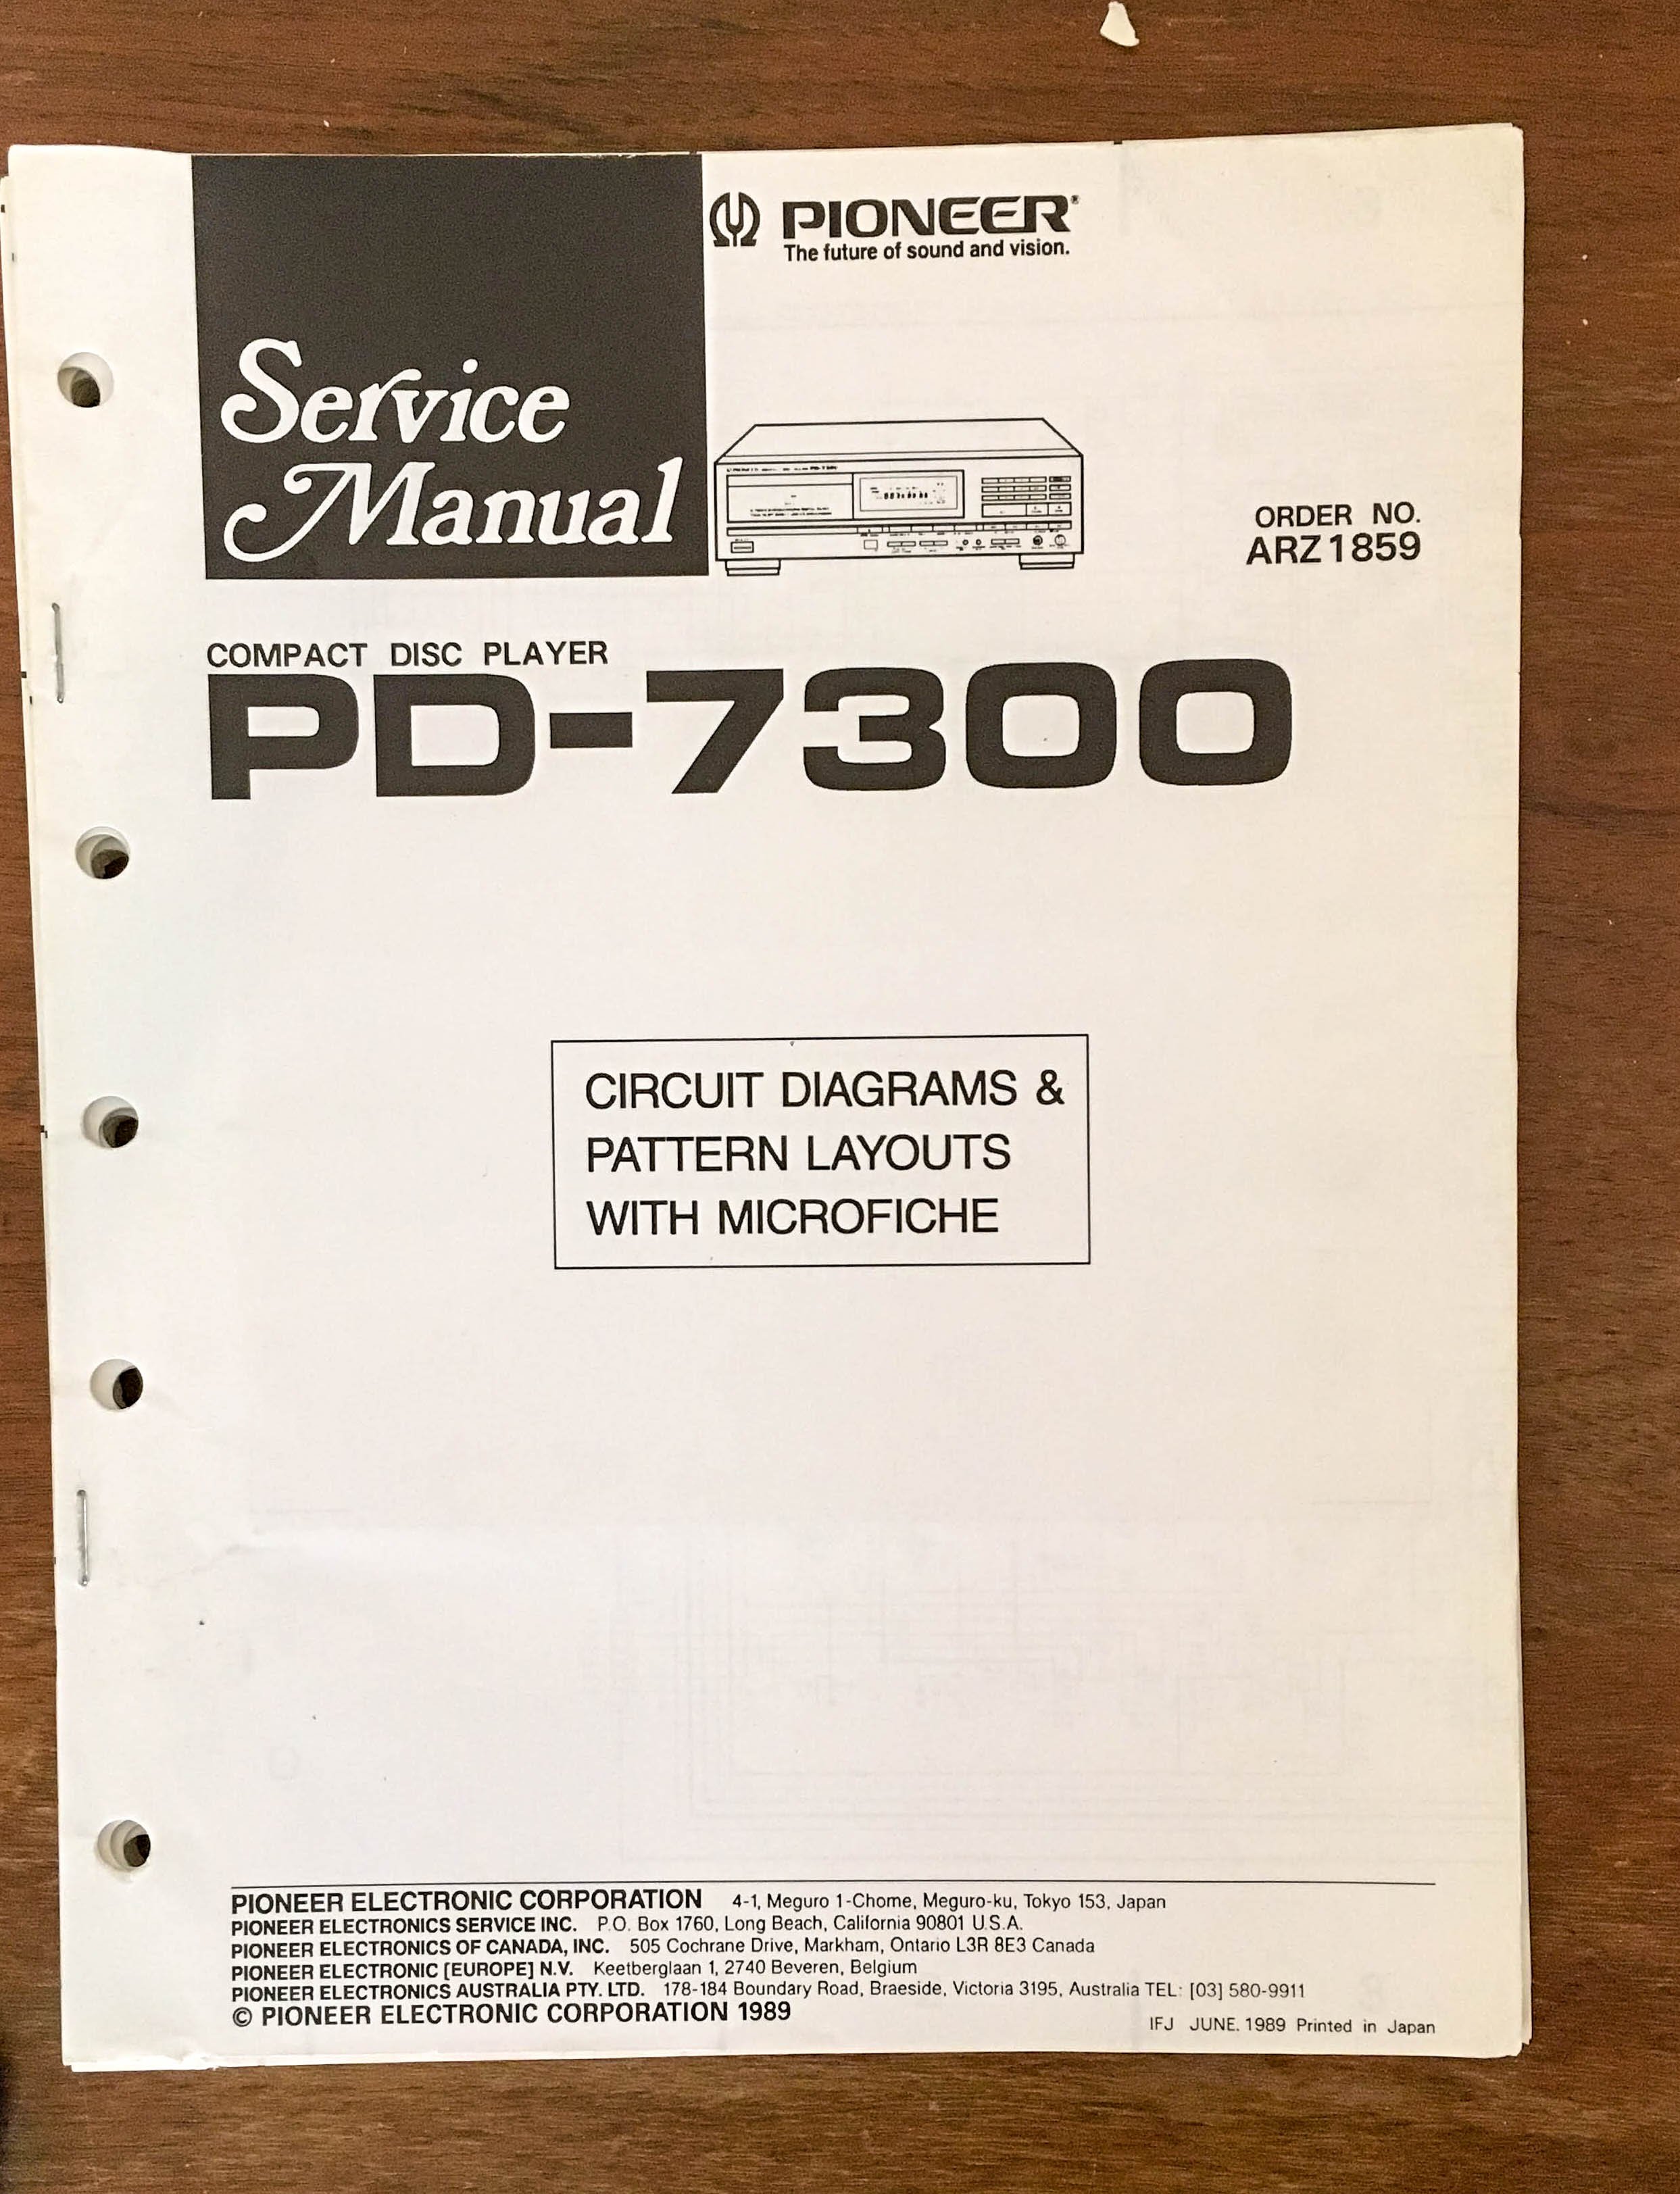 PIONEER®
The future of sound and vision.
Service
Manual
ORDER NO.
ARZ1859
COMPACT DISC PLAYER
PD-7300
CIRCUIT DIAGRAMS &
PATTERN LAYOUTS
WITH MICROFICHE
PIONEER ELECTRONIC CORPORATION 4-1, Meguro 1-Chome, Meguro-ku, Tokyo 153, Japan
PIONEER ELECTRONICS SERVICE INC. P.O. Box 1760, Long Beach, California 90801 U.S.A.
PIONEER ELECTRONICS OF CANADA, INC. 505 Cochrane Drive, Markham, Ontario L3R 8E3 Canada
PIONEER ELECTRONIC [EUROPE] N.V. Keetberglaan 1, 2740 Beveren, Belgium
PIONEER ELECTRONICS AUSTRALIA PTY. LTD. 178-184 Boundary Road, Braeside, Victoria 3195, Australia TEL: [03] 580-9911
© PIONEER ELECTRONIC CORPORATION 1989
IFJ JUNE. 1989 Printed in Japan